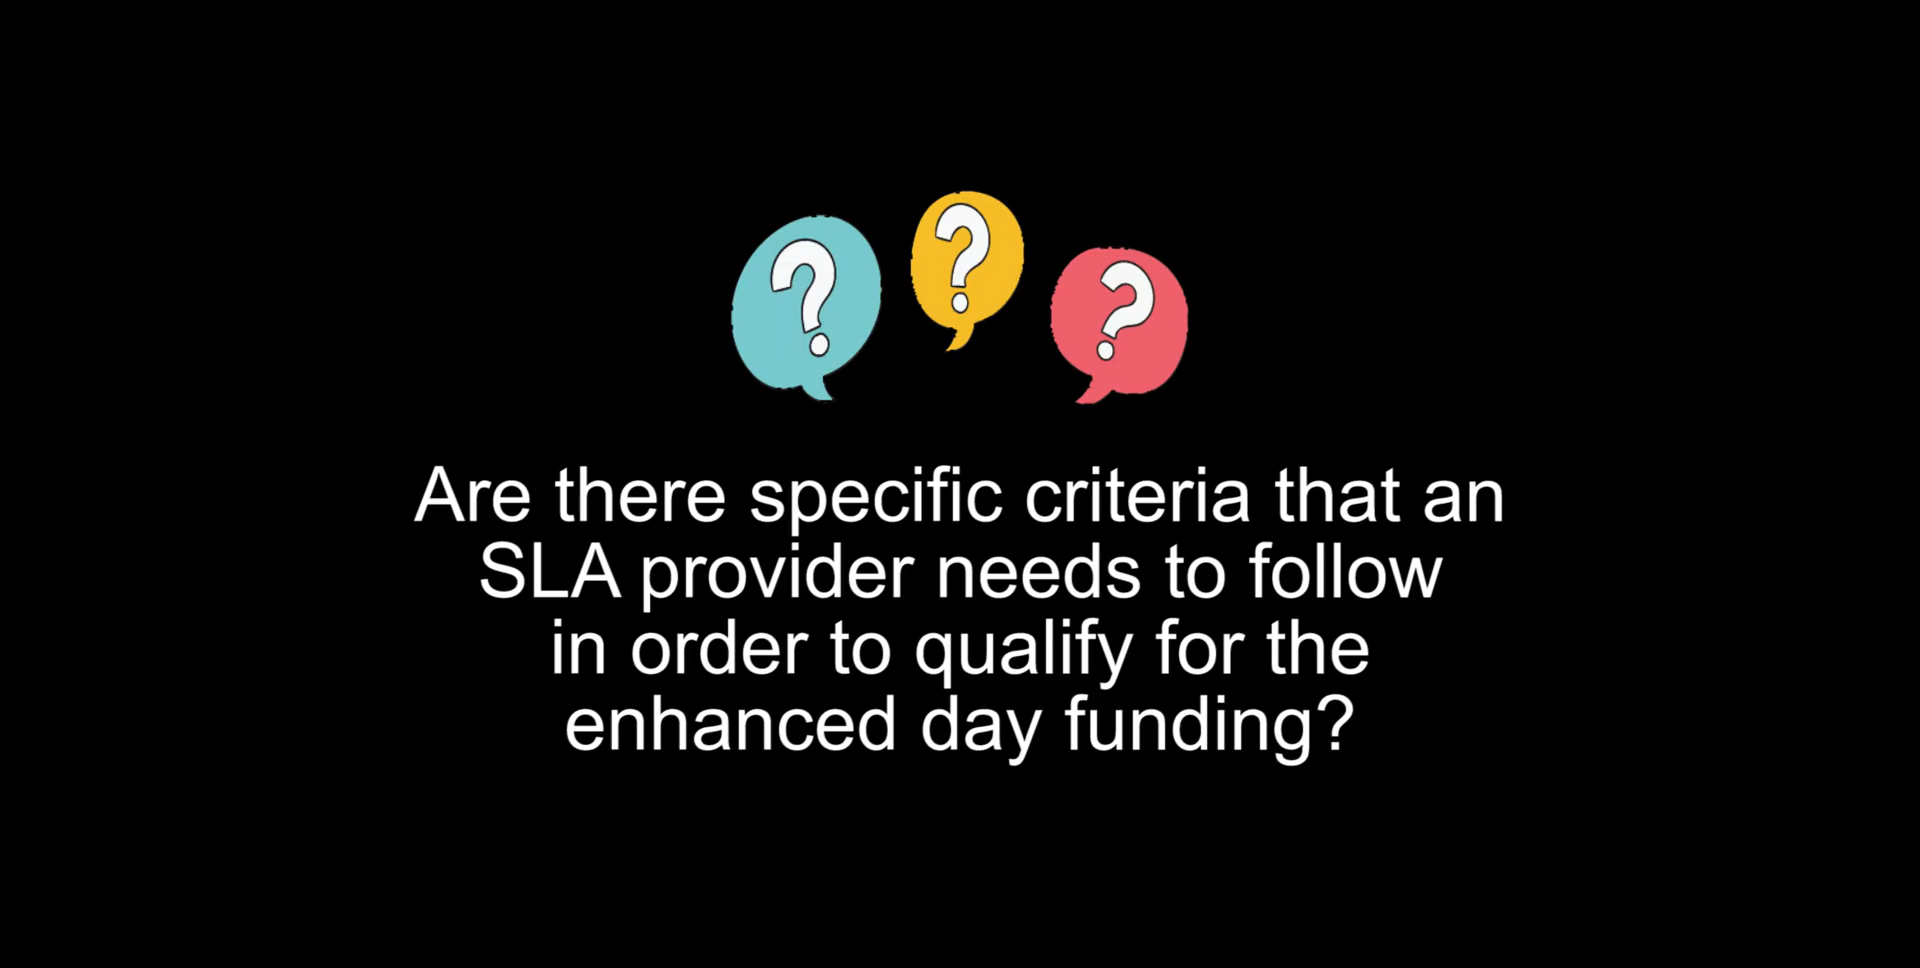 ? ? ?
Are there specific criteria that an
SLA provider needs to follow
in order to qualify for the
enhanced day funding?